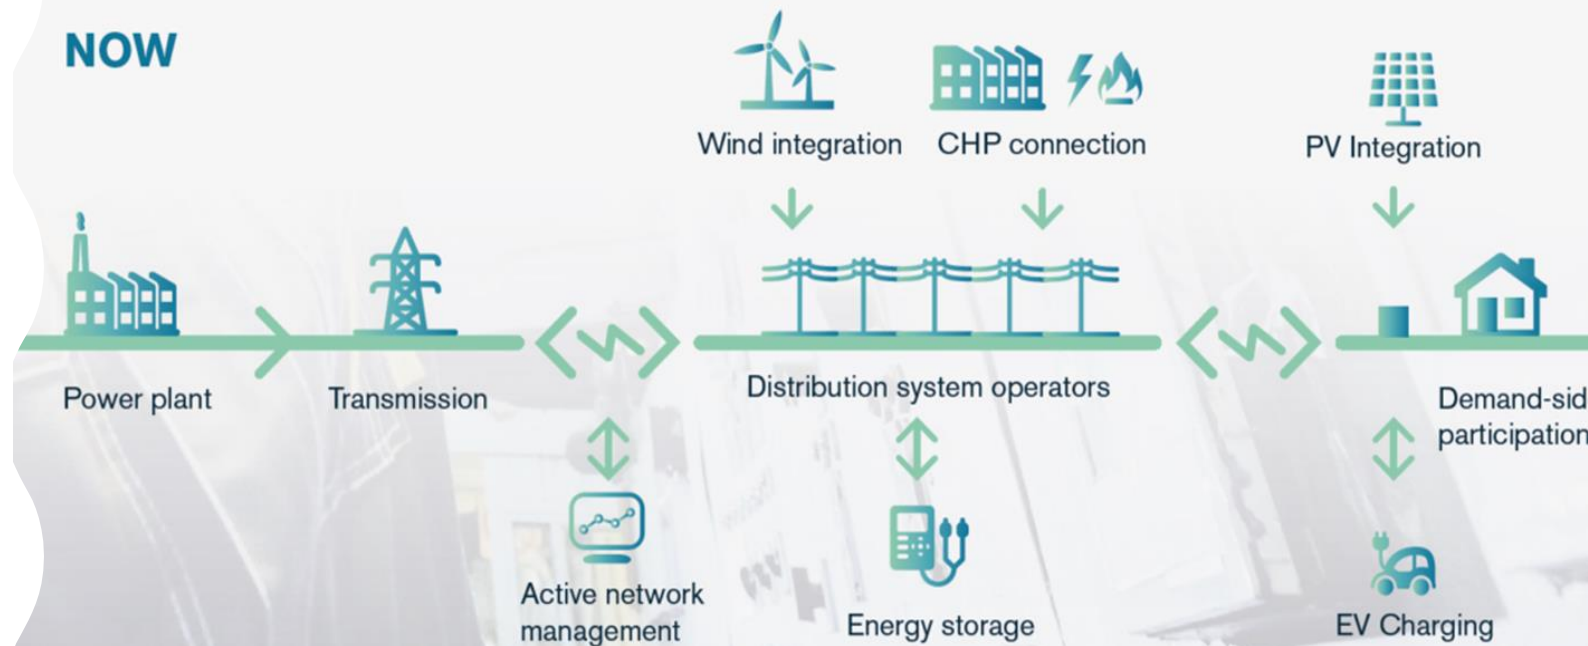 NOW
Wind integration
CHP connection
PV Integration
Power plant
Transmission
Distribution system operators
Demand-sid
participation
Active network
management
Energy storage
EV Charging